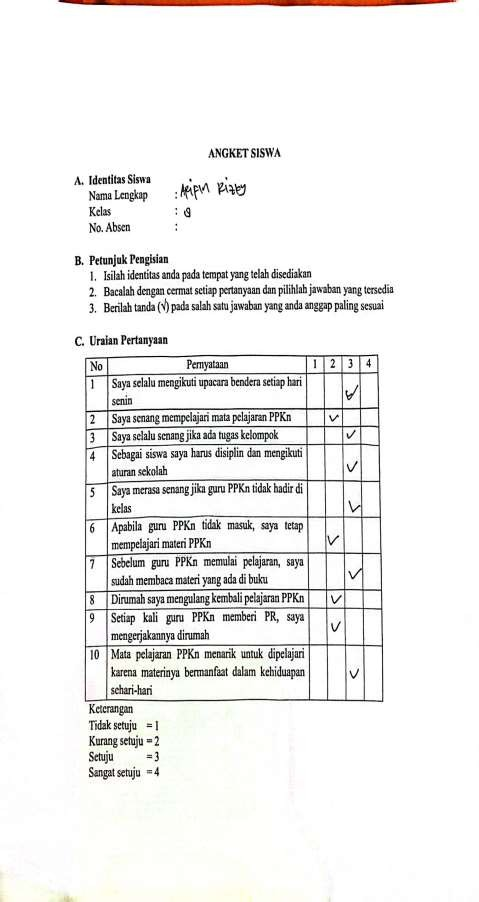 ANGKET SISWA
A. Identitas Siswa
Nama Lengkap : Aripin Rizby
Kelas : 8
No. Absen :
B. Petunjuk Pengisian
1. Isilah identitas anda pada tempat yang telah disediakan
2. Bacalah dengan cermat setiap pertanyaan dan pilihlah jawaban yang tersedia
3. Berilah tanda (√) pada salah satu jawaban yang anda anggap paling sesuai
C. Uraian Pertanyaan
No Pernyataan 1 2 3 4
1 Saya selalu mengikuti upacara bendera setiap hari
senin ✓
2 Saya senang mempelajari mata pelajaran PPKn ✓
3 Saya selalu senang jika ada tugas kelompok ✓
4 Sebagai siswa saya harus disiplin dan mengikuti
aturan sekolah ✓
5 Saya merasa senang jika guru PPKn tidak hadir di
kelas ✓
6 Apabila guru PPKn tidak masuk, saya tetap
mempelajari materi PPKn ✓
7 Sebelum guru PPKn memulai pelajaran, saya
sudah membaca materi yang ada di buku ✓
8 Dirumah saya mengulang kembali pelajaran PPKn ✓
9 Setiap kali guru PPKn memberi PR, saya
mengerjakannya dirumah ✓
10 Mata pelajaran PPKn menarik untuk dipelajari
karena materinya bermanfaat dalam kehiduapan ✓
sehari-hari
Keterangan
Tidak setuju = 1
Kurang setuju = 2
Setuju = 3
Sangat setuju = 4